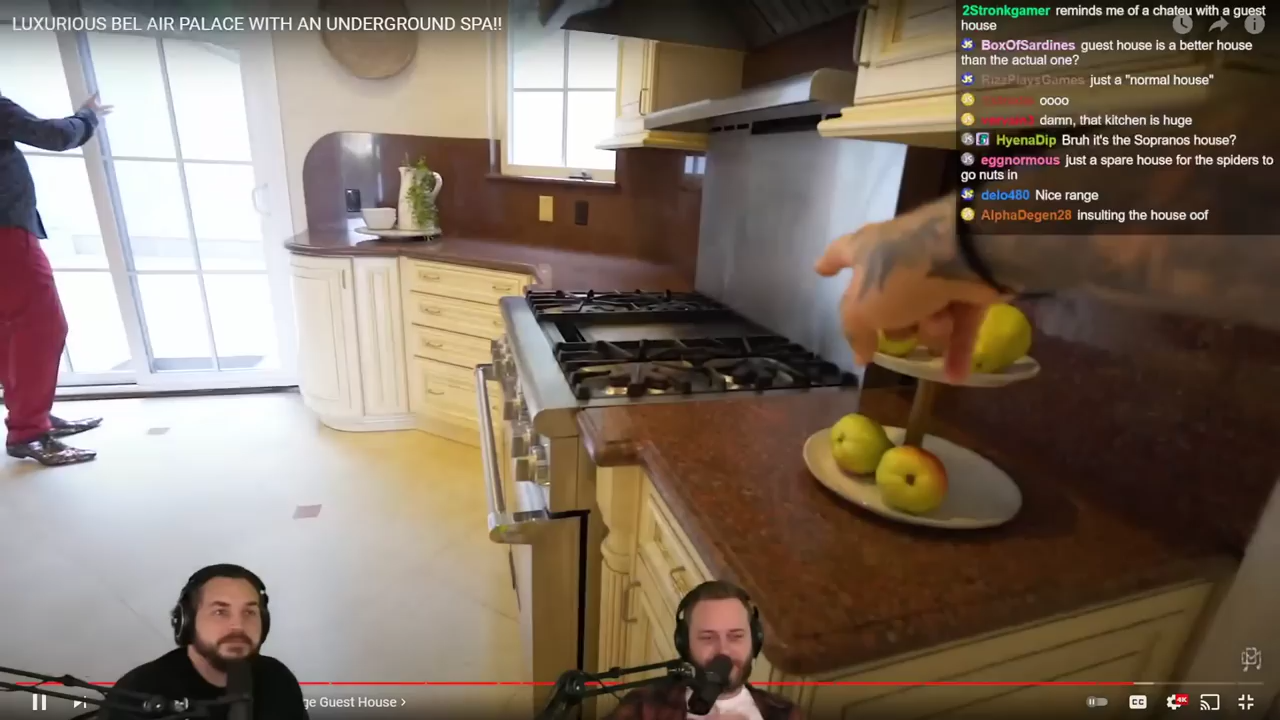 LUXURIOUS BEL AIR PALACE WITH AN UNDERGROUND SPA!!
2Stronkgamer reminds me of a chateu with a guest
house
BoxOfSardines guest house is a better house
than the actual one?
RizzPlaysGames just a "normal house"
oooo
damn, that kitchen is huge
HyenaDip Bruh it's the Sopranos house?
eggnormous just a spare house for the spiders to
go nuts in
delo480 Nice range
AlphaDegen28 insulting the house oof
ge Guest House ›
CC
4K